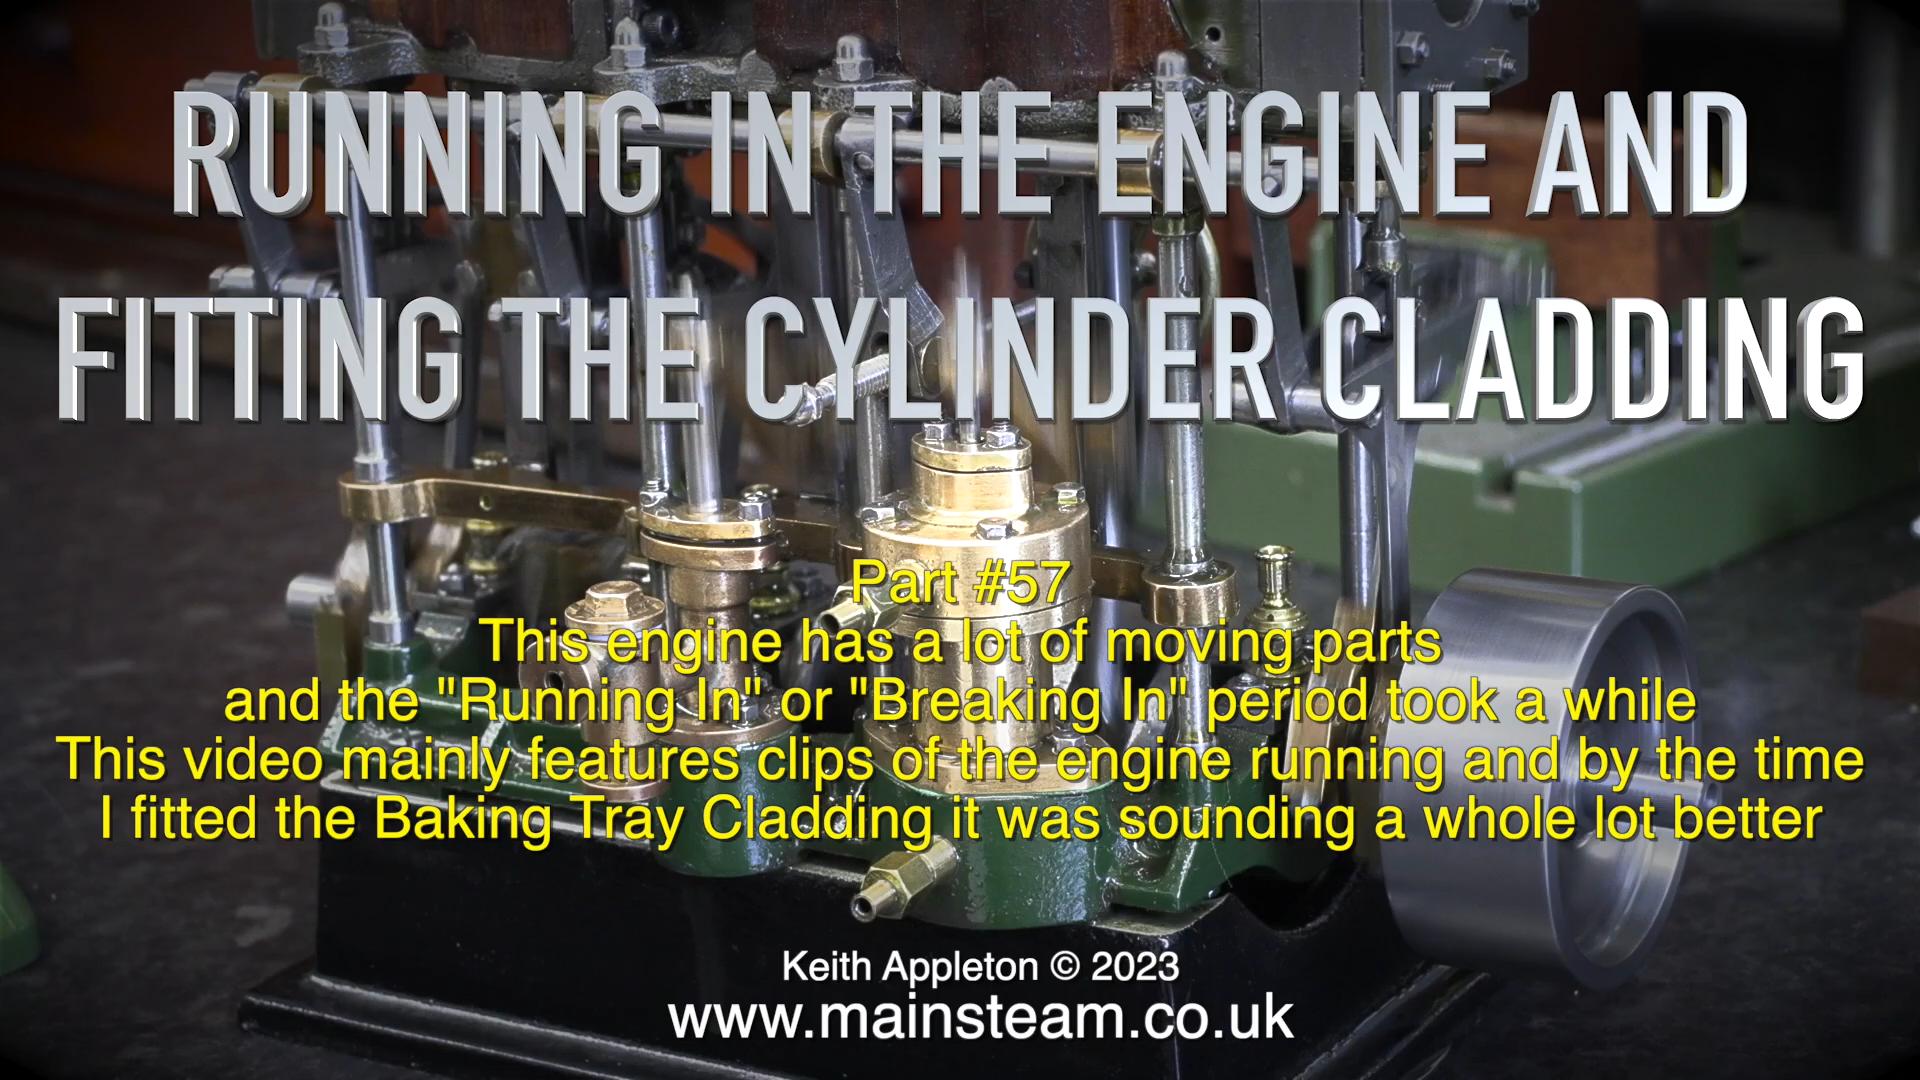 RUNNING IN THE ENGINE AND
FITTING THE CYLINDER CLADDING
Part #57
This engine has a lot of moving parts
and the "Running In" or "Breaking In" period took a while
This video mainly features clips of the engine running and by the time
I fitted the Baking Tray Cladding it was sounding a whole lot better
Keith Appleton © 2023
www.mainsteam.co.uk